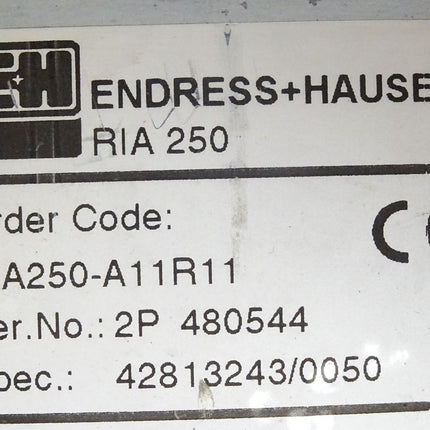 E+H ENDRESS+HAUSE
RIA 250
rder Code:
A250-A11R11
er.No.: 2P 480544
pec.: 42813243/0050